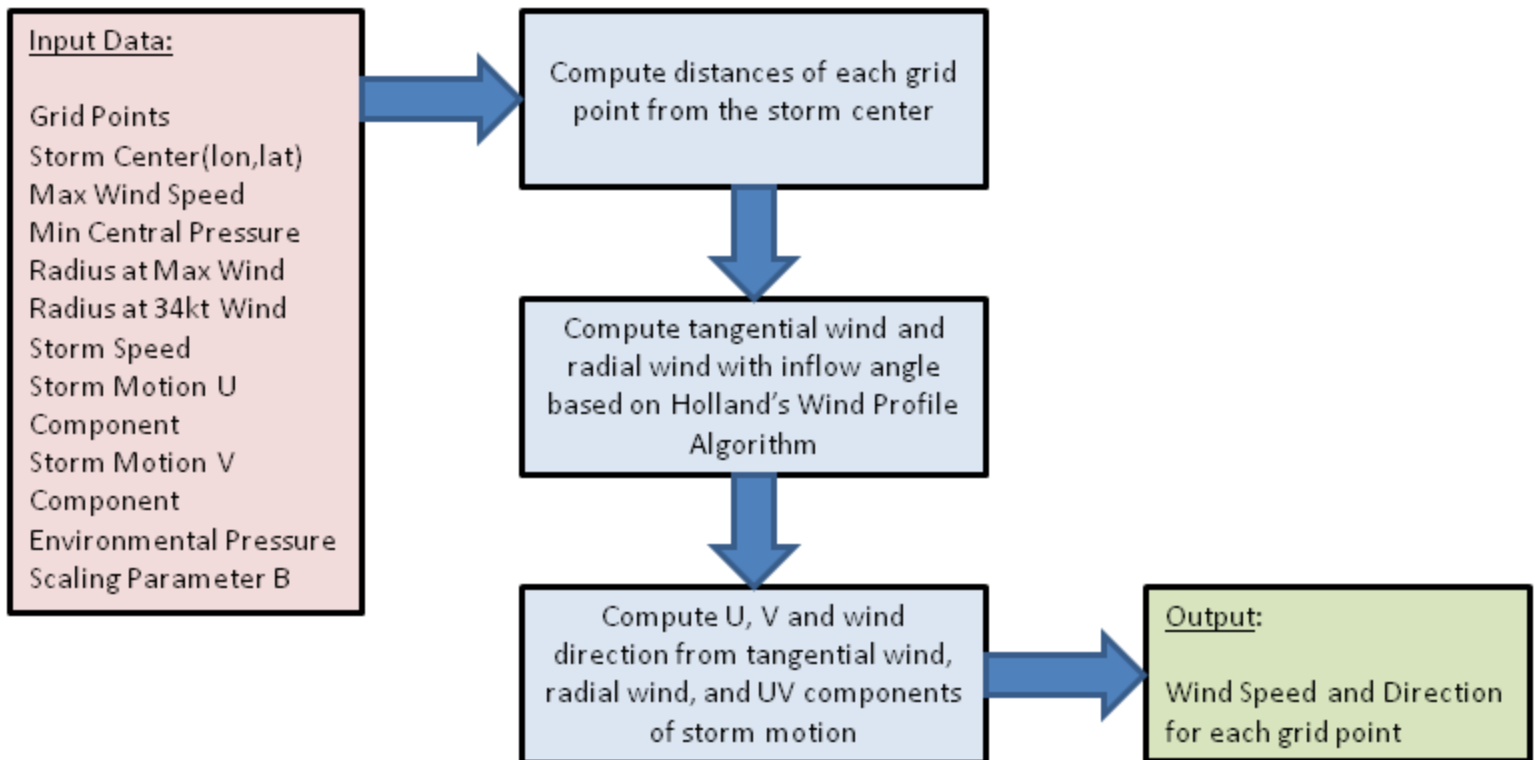 Input Data:
Grid Points
Storm Center(lon,lat)
Max Wind Speed
Min Central Pressure
Radius at Max Wind
Radius at 34kt Wind
Storm Speed
Storm Motion U
Component
Storm Motion V
Component
Environmental Pressure
Scaling Parameter B
Compute distances of each grid
point from the storm center
Compute tangential wind and
radial wind with inflow angle
based on Holland’s Wind Profile
Algorithm
Compute U, V and wind
direction from tangential wind,
radial wind, and UV components
of storm motion
Output:
Wind Speed and Direction
for each grid point